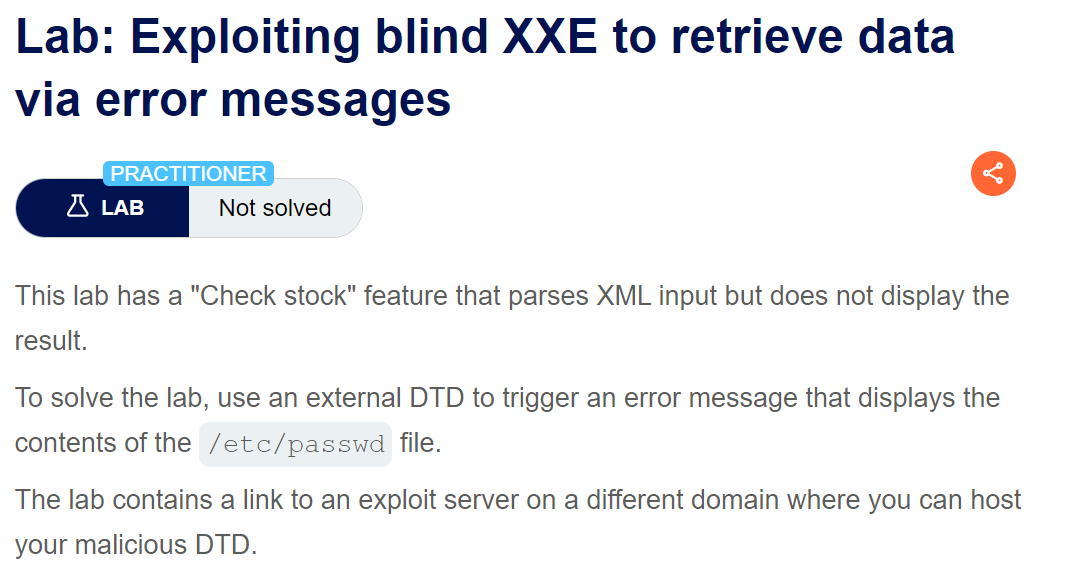 Lab: Exploiting blind XXE to retrieve data
via error messages
PRACTITIONER
LAB Not solved
This lab has a "Check stock" feature that parses XML input but does not display the
result.
To solve the lab, use an external DTD to trigger an error message that displays the
contents of the /etc/passwd file.
The lab contains a link to an exploit server on a different domain where you can host
your malicious DTD.